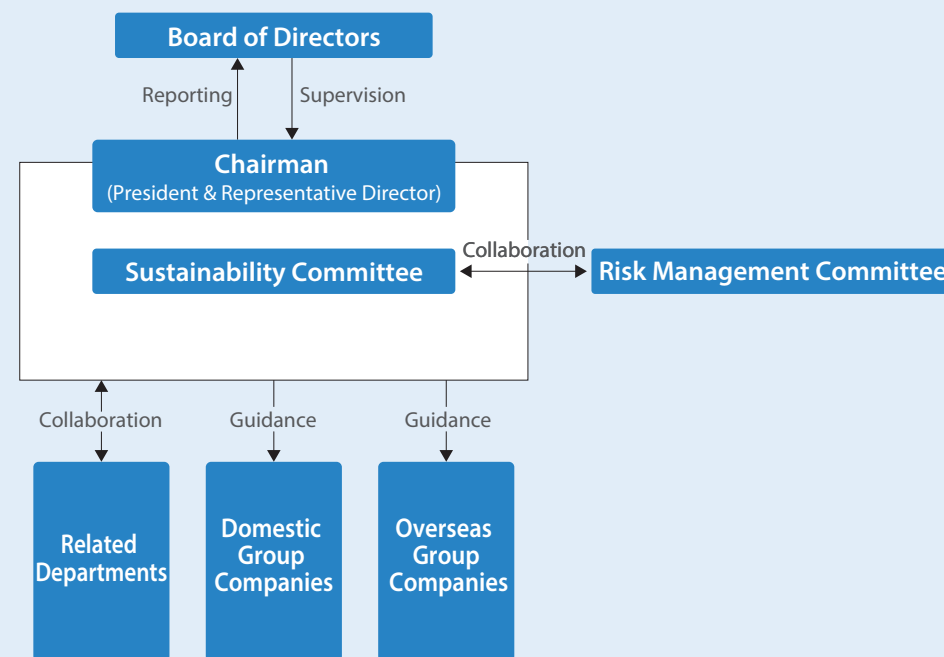 Board of Directors
Reporting
Supervision
Chairman
(President & Representative Director)
Collaboration
Sustainability Committee
Risk Management Committee
Collaboration
Guidance
Guidance
Related
Departments
Domestic
Group
Companies
Overseas
Group
Companies